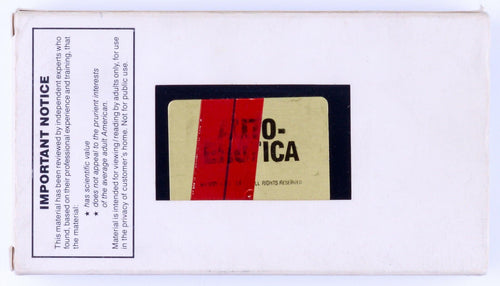 IMPORTANT NOTICE
This material has been reviewed by independent experts who
found, based on their professional experience and training, that
the material:
★ has scientific value
★ does not appeal to the prurient interests
of the average adult American.
Material is intended for viewing/reading by adults only, for use
in the privacy of customer's home. Not for public use.
ALL RIGHTS RESERVED